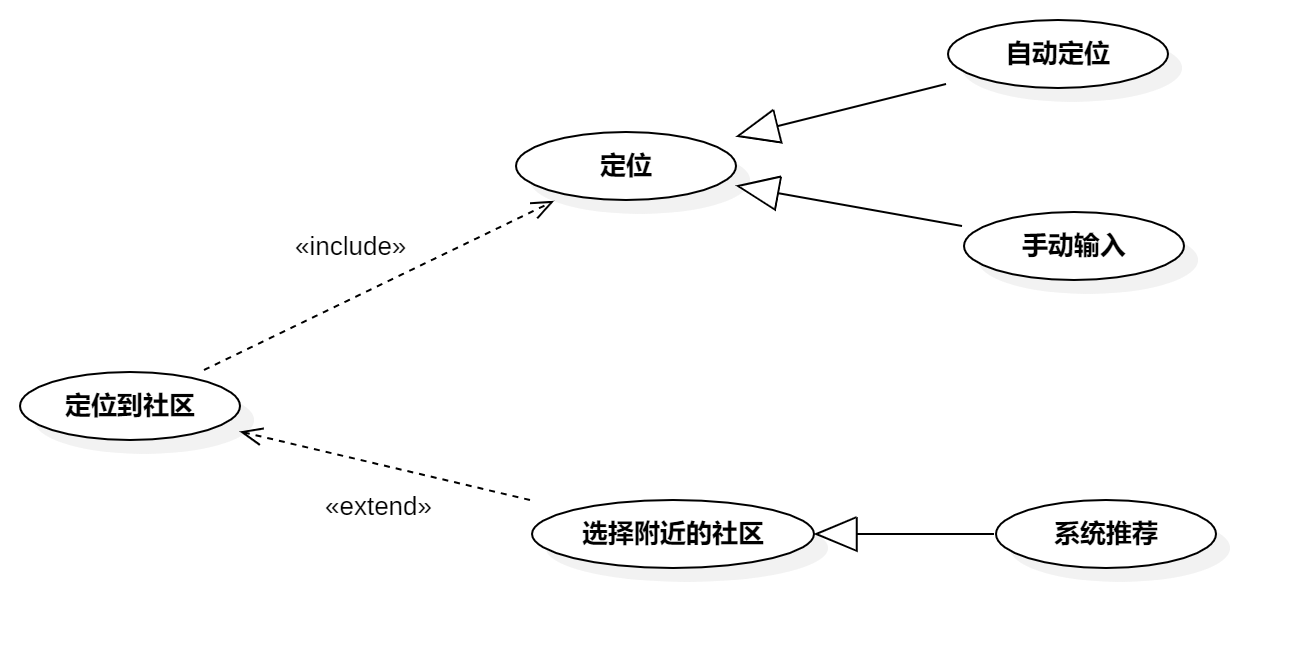 自动定位
定位
手动输入
«include»
定位到社区
«extend»
选择附近的社区
系统推荐